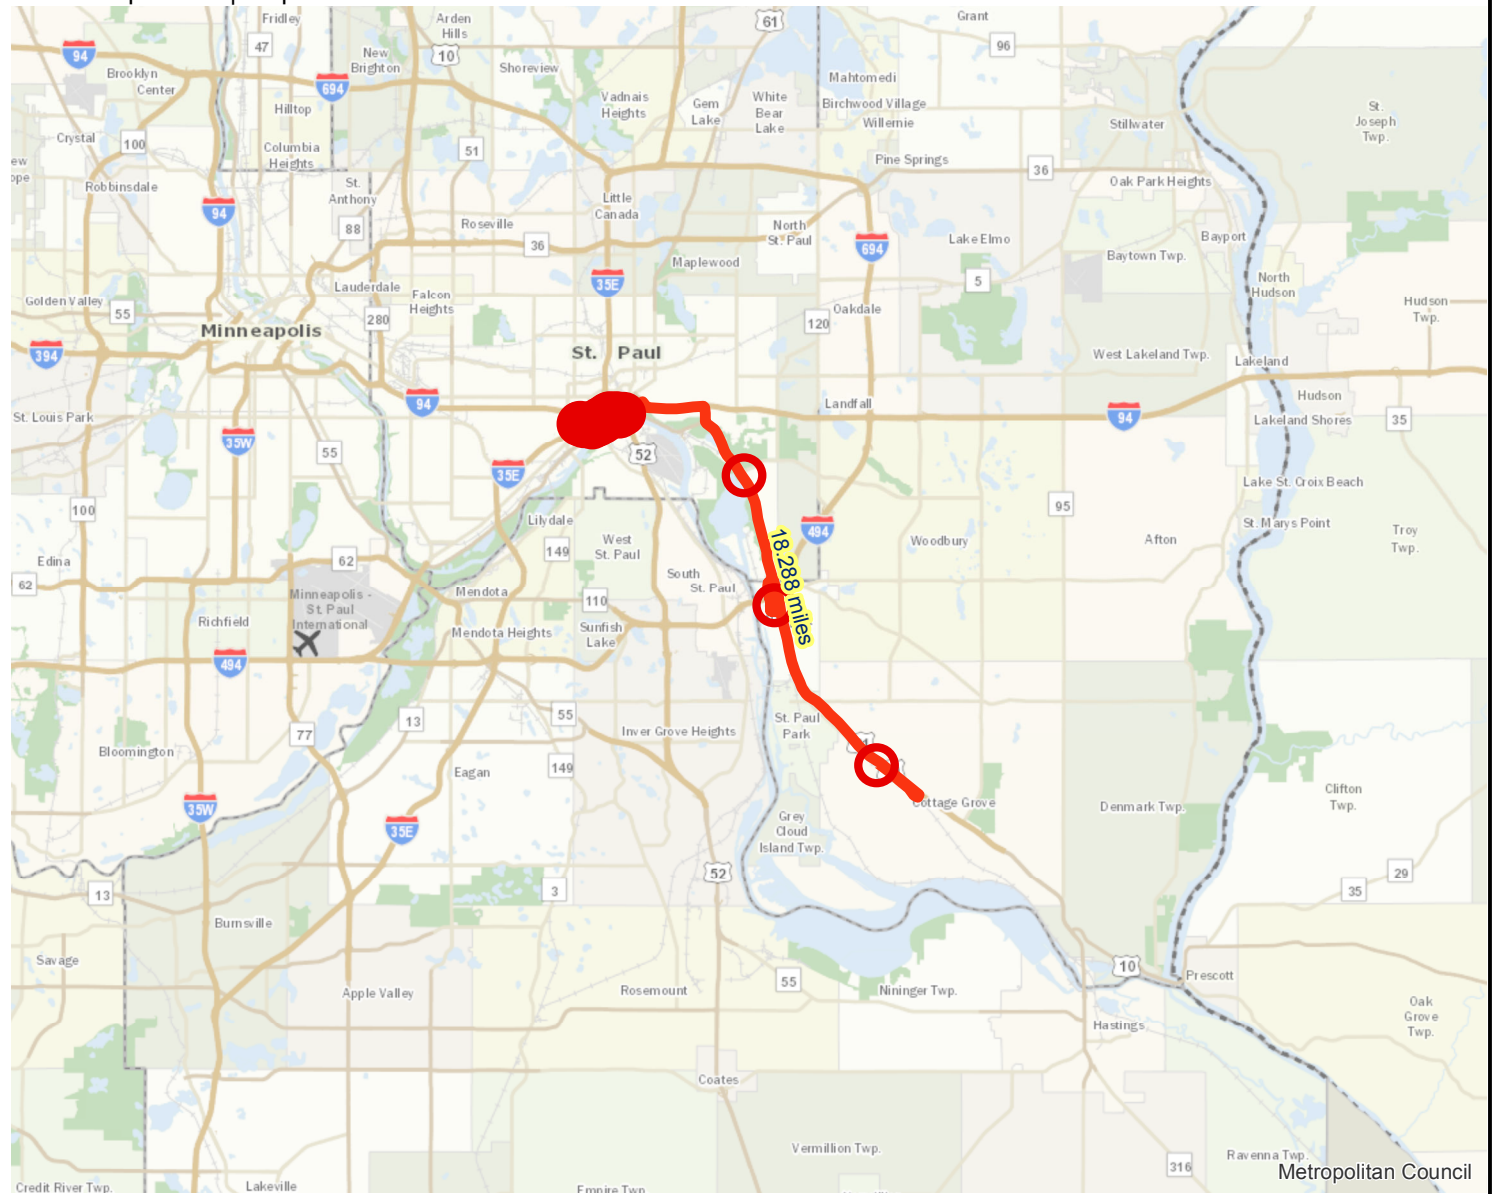 Fridley
Arden
Hills
61
Grant
47
94
New
Brighton
10
96
Brooklyn
Center
694
Shoreview
Mahtomedi
Vadnais
Heights
Gem
Lake
White
Bear
Lake
Birchwood Village
Willernie
St.
Joseph
Twp.
Hilltop
Stillwater
Crystal
100
Columbia
Heights
51
Pine Springs
36
ew
ope
Robbinsdale
St.
Anthony
Oak Park Heights
94
Little
Canada
88
Roseville
36
North
St. Paul
694
Lake Elmo
Bayport
Maplewood
Baytown Twp.
35E
5
North
Hudson
Lauderdale
Falcon
Heights
Golden Valley
55
280
120
Oakdale
Hudson
Twp.
Minneapolis
394
St. Paul
West Lakeland Twp.
Lakeland
94
Landfall
94
Hudson
St. Louis Park
Lakeland Shores
35
35W
55
52
35E
Lake St. Croix Beach
100
95
Lilydale
494
St. Marys Point
149
West
St. Paul
Woodbury
Afton
Troy
Twp.
Edina
62
62
18.288 miles
South
St. Paul
Minneapolis -
St. Paul
International
Mendota
110
Richfield
Mendota Heights
Sunfish
Lake
494
13
55
St. Paul
Park
77
Inver Grove Heights
Bloomington
Eagan
149
35W
35E
Cottage Grove
Denmark Twp.
Clifton
Twp.
Grey
Cloud
Island Twp.
52
29
13
3
35
Burnsville
Savage
10
Prescott
55
Apple Valley
Rosemount
Nininger Twp.
Oak
Grove
Twp.
Hastings
Coates
Vermillion Twp.
316
Ravenna Twp.
Metropolitan Council
Credit River Twp.
Lakeville
Empire Twp.